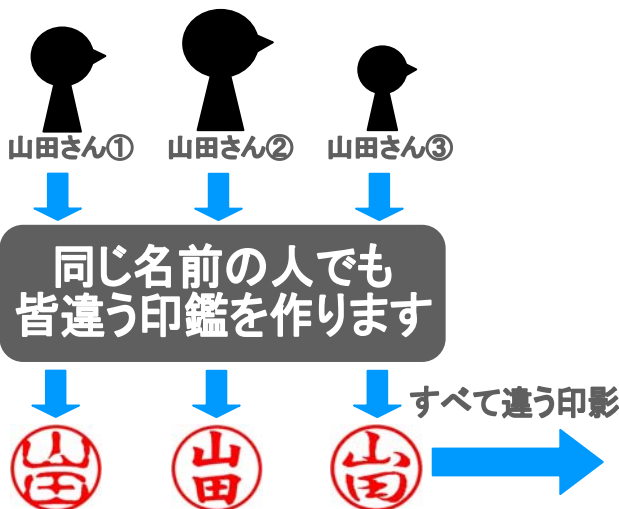 山田さん①
山田さん②
山田さん③
同じ名前の人でも
皆違う印鑑を作ります
すべて違う印影
山田
山田
山田